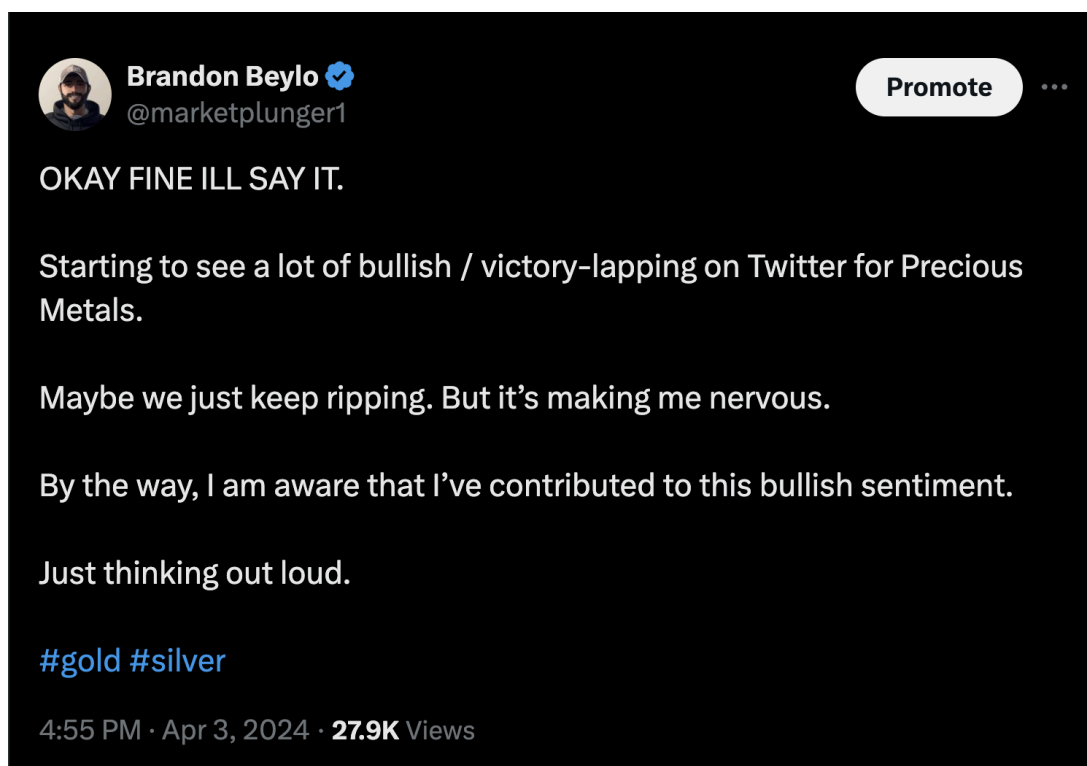 Brandon Beylo
@marketplunger1
Promote
OKAY FINE ILL SAY IT.
Starting to see a lot of bullish / victory-lapping on Twitter for Precious
Metals.
Maybe we just keep ripping. But it’s making me nervous.
By the way, I am aware that I’ve contributed to this bullish sentiment.
Just thinking out loud.
#gold #silver
4:55 PM · Apr 3, 2024 · 27.9K Views